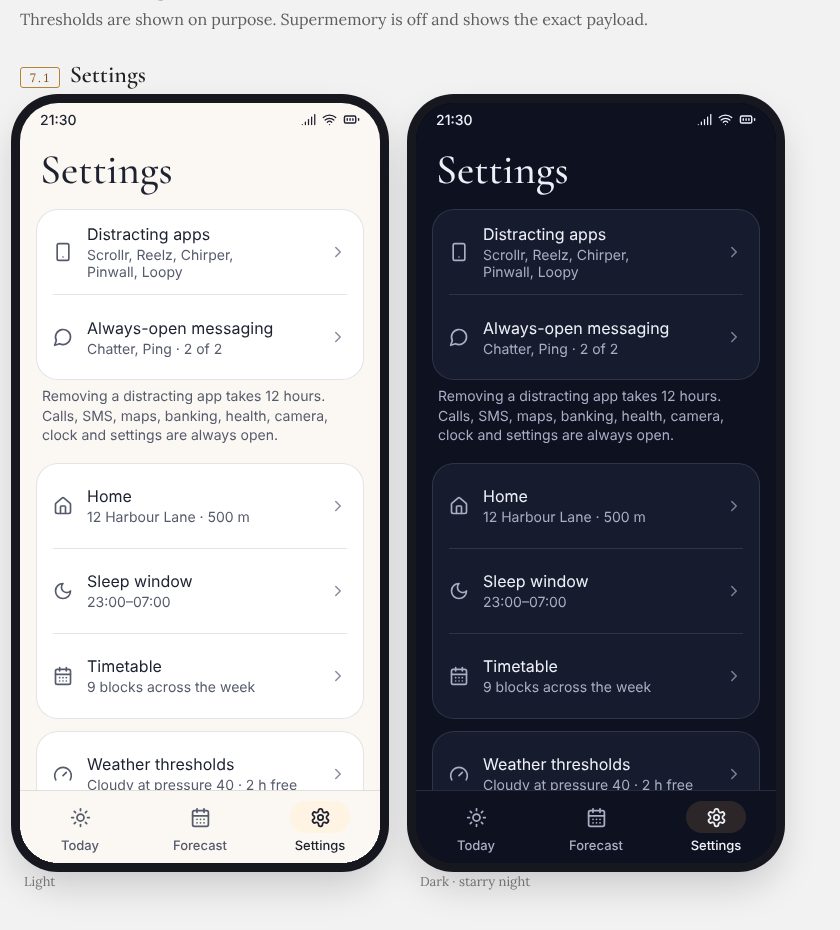 Thresholds are shown on purpose. Supermemory is off and shows the exact payload.
7.1 Settings
21:30
Settings
Distracting apps
Scrollr, Reelz, Chirper,
Pinwall, Loopy
Always-open messaging
Chatter, Ping · 2 of 2
Removing a distracting app takes 12 hours.
Calls, SMS, maps, banking, health, camera,
clock and settings are always open.
Home
12 Harbour Lane · 500 m
Sleep window
23:00–07:00
Timetable
9 blocks across the week
Weather thresholds
Cloudy at pressure 40 · 2 h free
Today
Forecast
Settings
Light
21:30
Settings
Distracting apps
Scrollr, Reelz, Chirper,
Pinwall, Loopy
Always-open messaging
Chatter, Ping · 2 of 2
Removing a distracting app takes 12 hours.
Calls, SMS, maps, banking, health, camera,
clock and settings are always open.
Home
12 Harbour Lane · 500 m
Sleep window
23:00–07:00
Timetable
9 blocks across the week
Weather thresholds
Cloudy at pressure 40 · 2 h free
Today
Forecast
Settings
Dark · starry night